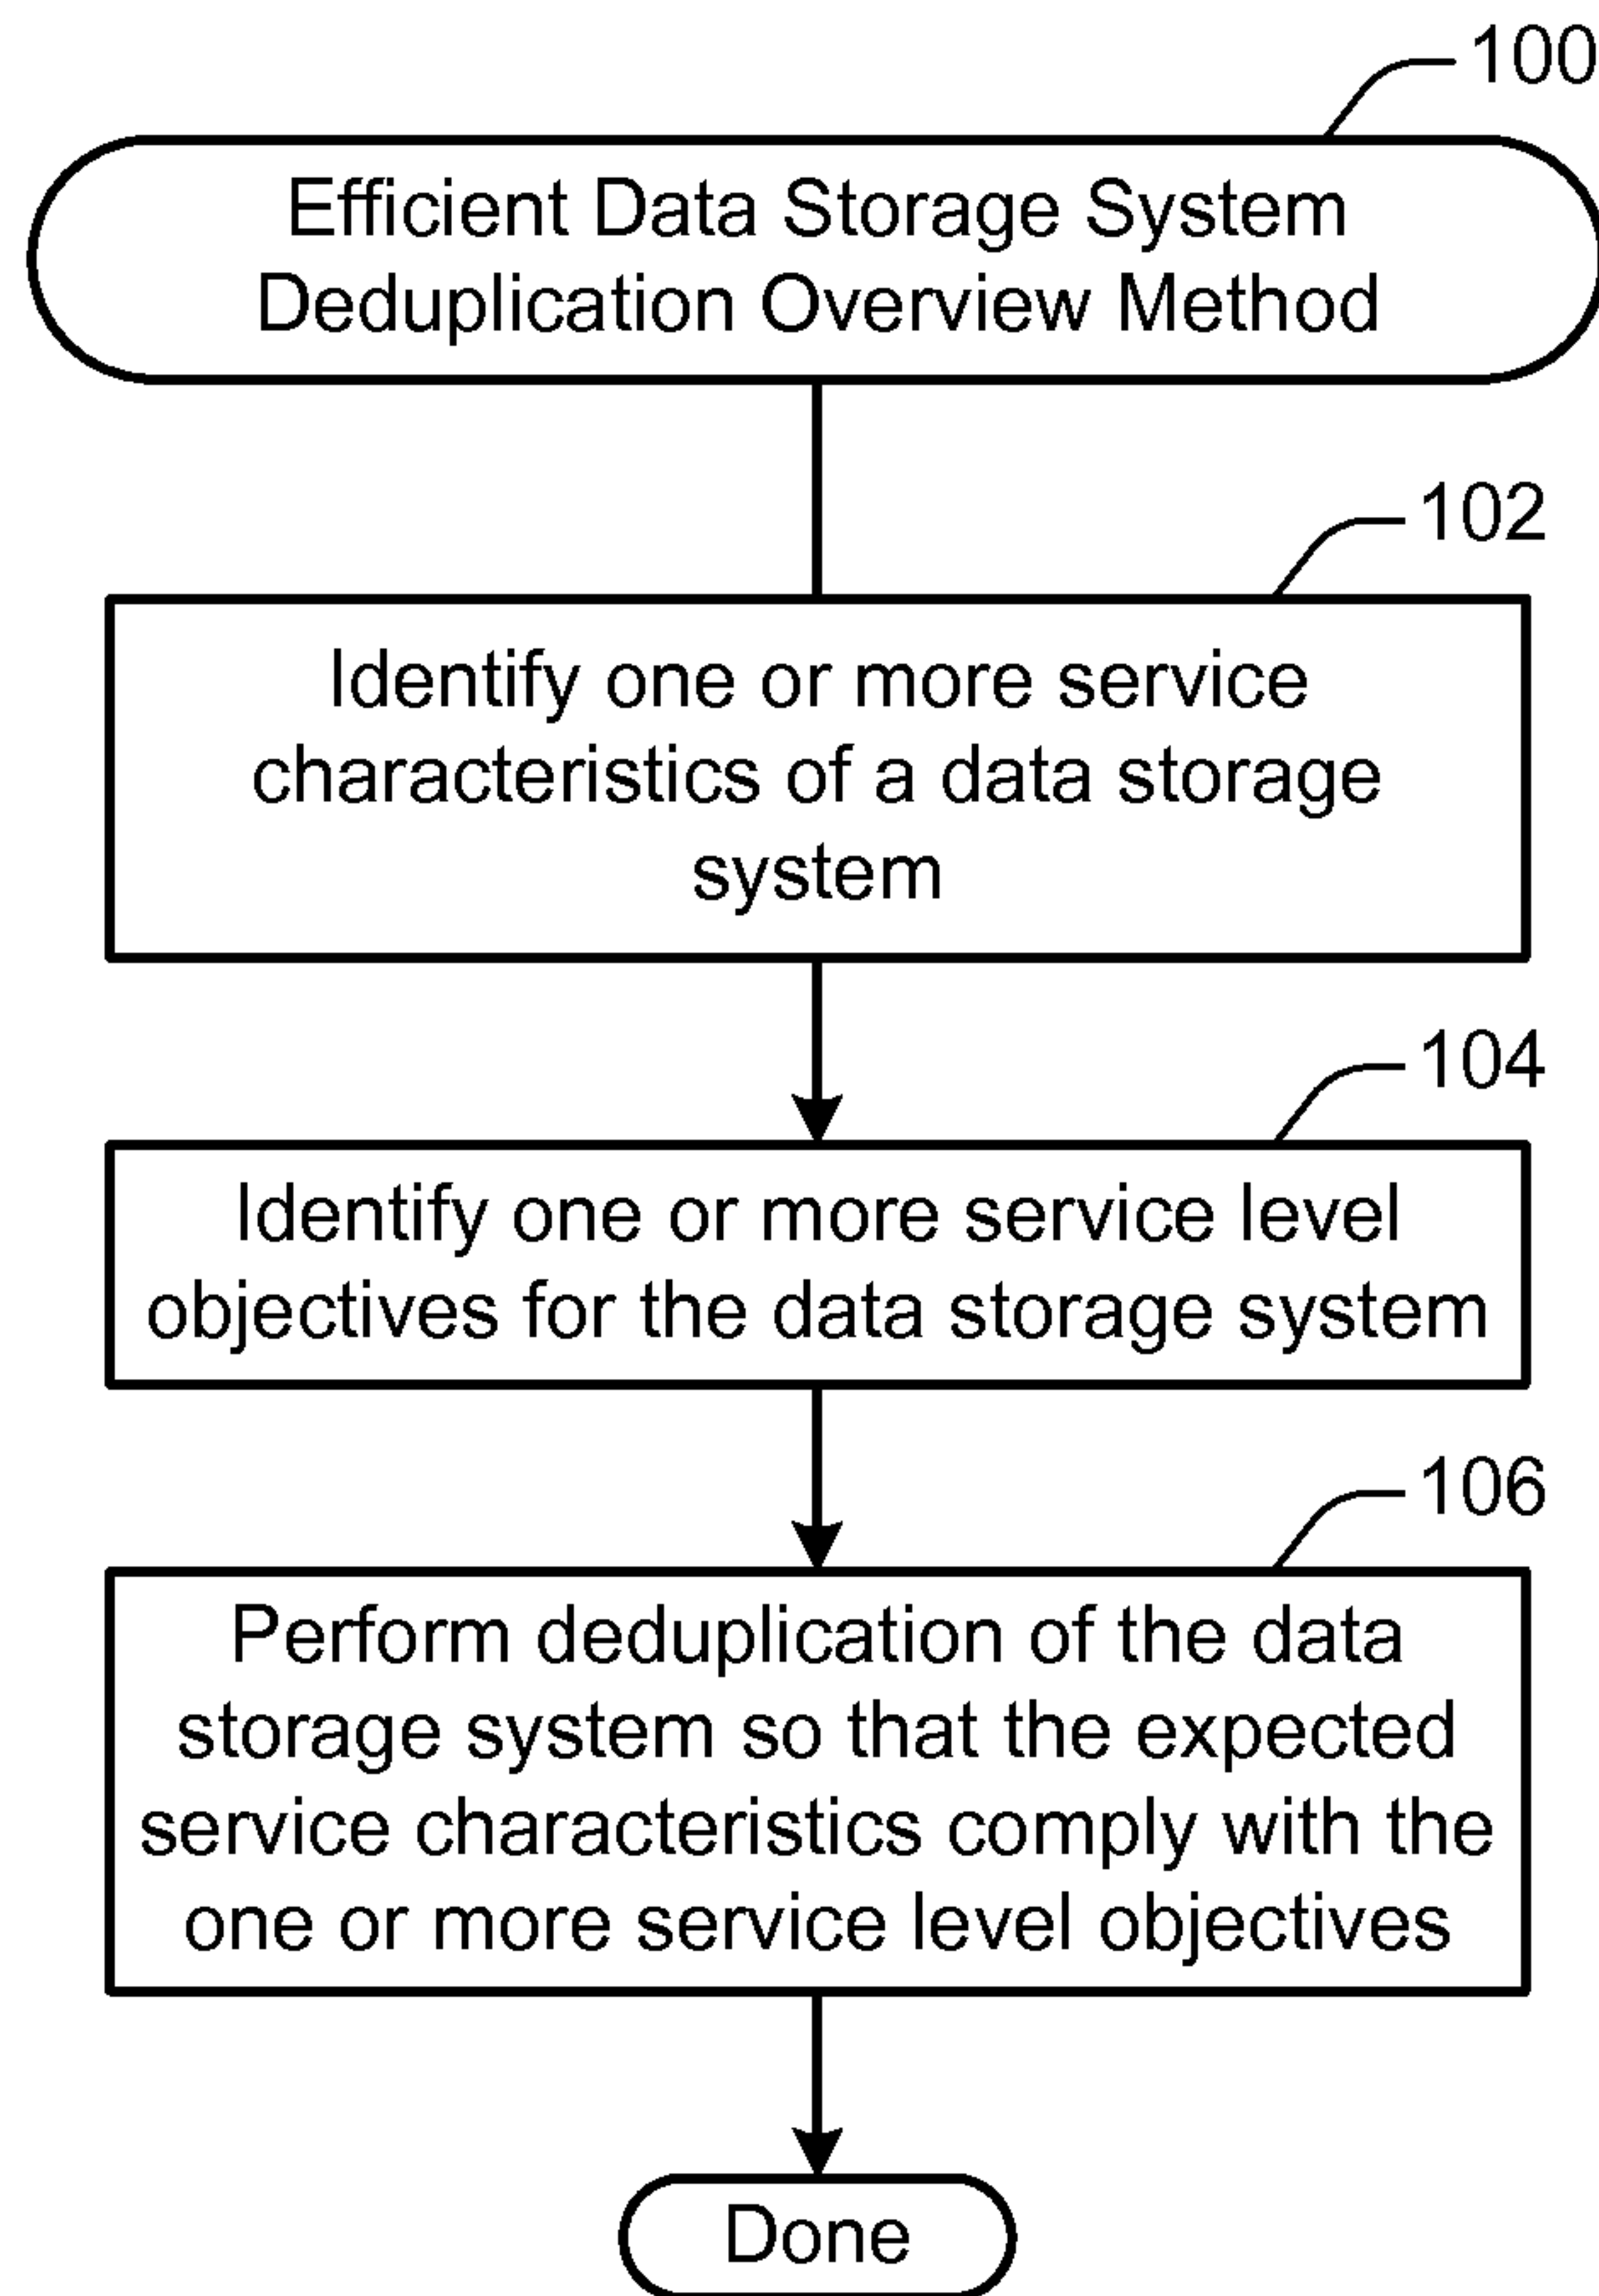 100
Efficient Data Storage System
Deduplication Overview Method
102
Identify one or more service
characteristics of a data storage
system
104
Identify one or more service level
objectives for the data storage system
106
Perform deduplication of the data
storage system so that the expected
service characteristics comply with the
one or more service level objectives
Done